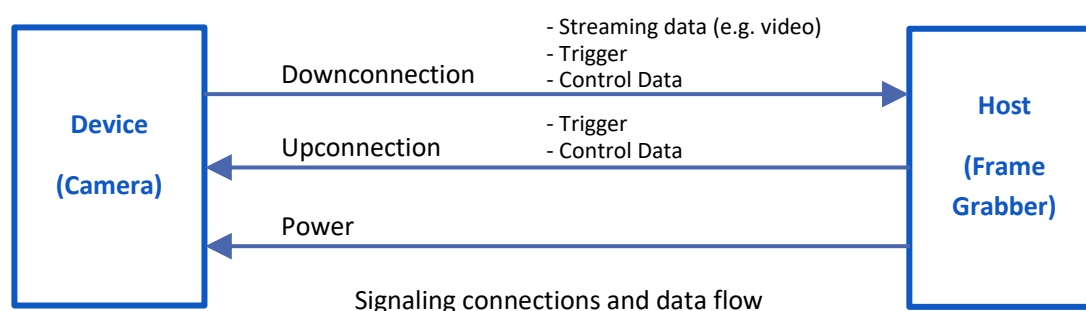 - Streaming data (e.g. video)
- Trigger
Downconnection
- Control Data
Device
(Camera)
Host
(Frame
Grabber)
- Trigger
Upconnection
- Control Data
Power
Signaling connections and data flow